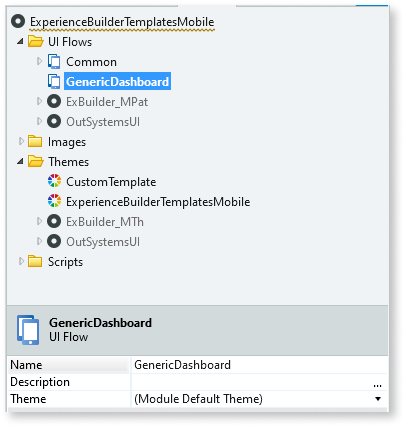 ExperienceBuilderTemplatesMobile
UI Flows
Common
GenericDashboard
ExBuilder_MPat
OutSystemsUI
Images
Themes
CustomTemplate
ExperienceBuilderTemplatesMobile
ExBuilder_MTh
OutSystemsUI
Scripts
GenericDashboard
UI Flow
Name GenericDashboard
Description ...
Theme (Module Default Theme)